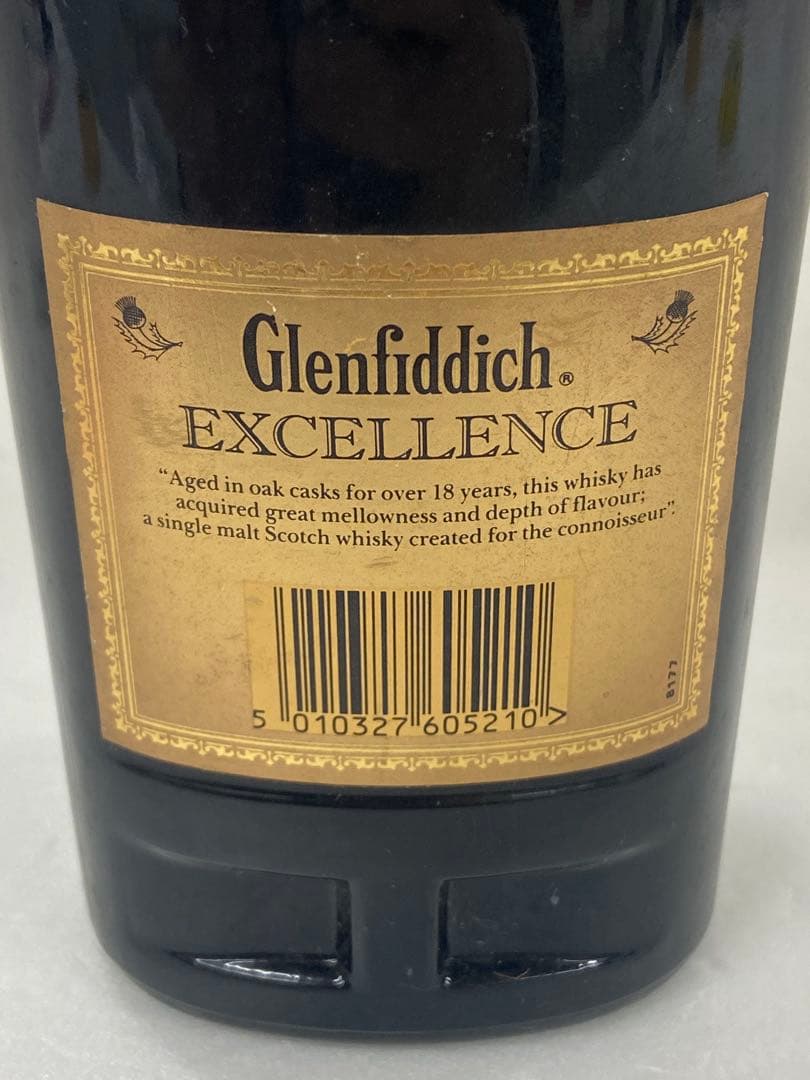 Glenfiddich®
EXCELLENCE
“Aged in oak casks for over 18 years, this whisky has
acquired great mellowness and depth of flavour;
a single malt Scotch whisky created for the connoisseur”.
5 010327 605210 >
8177